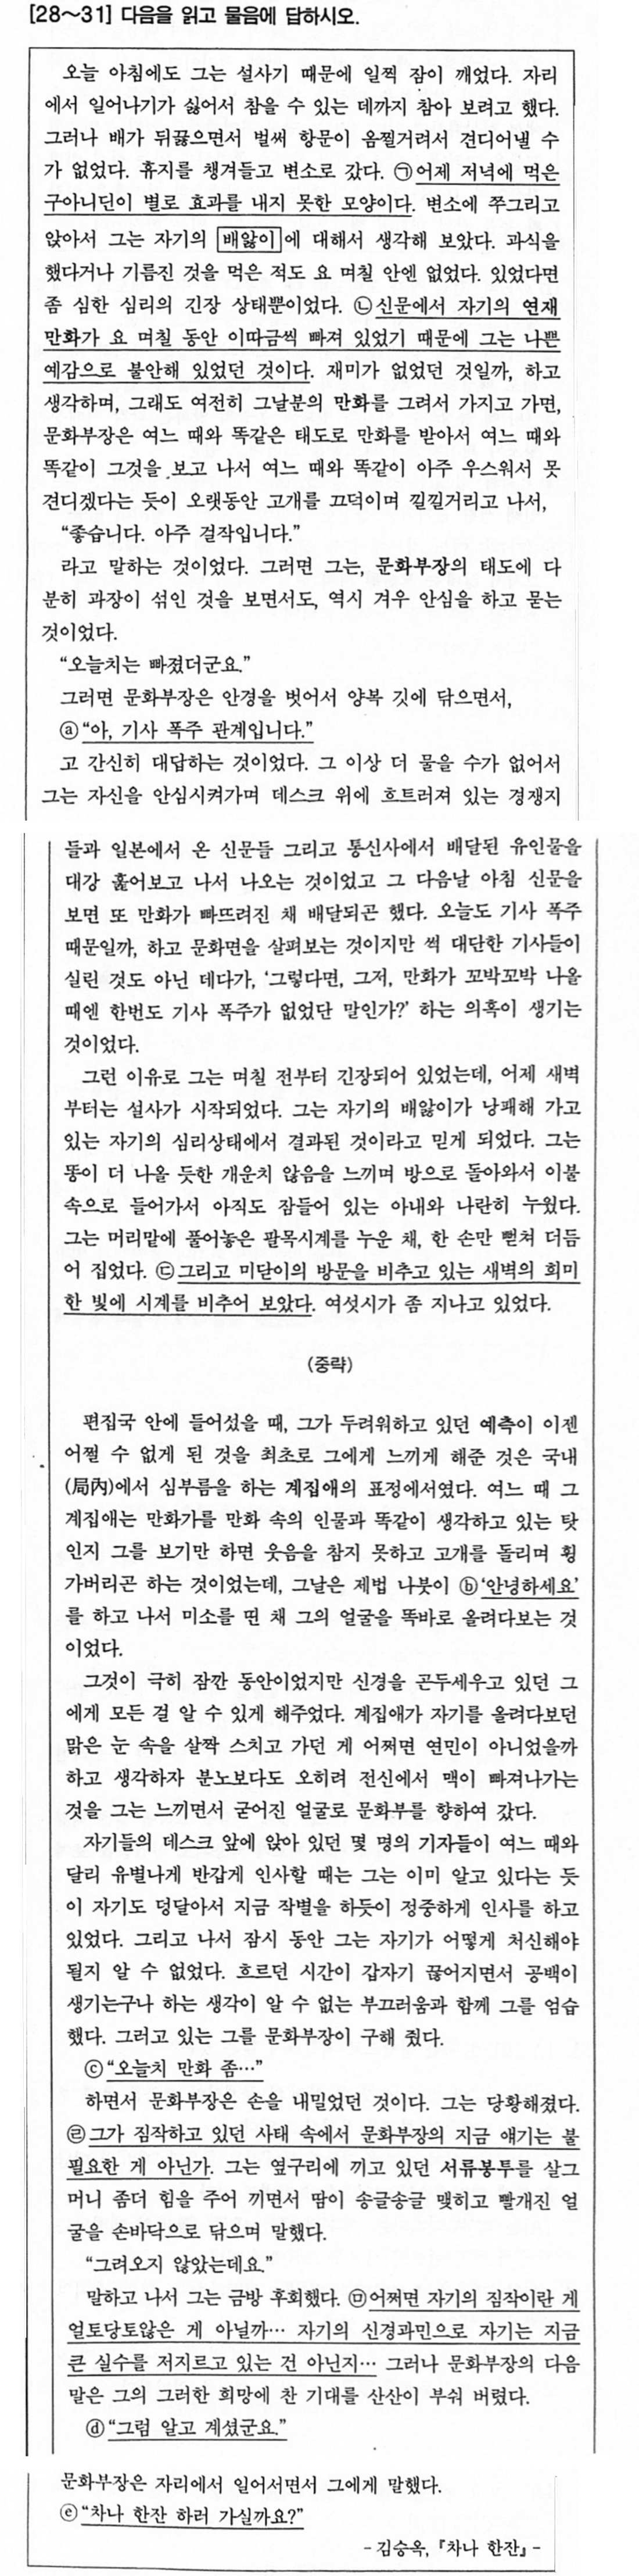 [28～31] 다음을 읽고 물음에 답하시오.
오늘 아침에도 그는 설사기 때문에 일찍 잠이 깨었다. 자리
에서 일어나기가 싫어서 참을 수 있는 데까지 참아 보려고 했다.
그러나 배가 뒤끓으면서 벌써 항문이 옴찔거려서 견디어낼 수
가 없었다. 휴지를 챙겨들고 변소로 갔다. ㉠어제 저녁에 먹은
구아니딘이 별로 효과를 내지 못한 모양이다. 변소에 쭈그리고
앉아서 그는 자기의 배앓이에 대해서 생각해 보았다. 과식을
했다거나 기름진 것을 먹은 적도 요 며칠 안엔 없었다. 있었다면
좀 심한 심리의 긴장 상태뿐이었다. ㉡신문에서 자기의 연재
만화가 요 며칠 동안 이따금씩 빠져 있었기 때문에 그는 나쁜
예감으로 불안해 있었던 것이다. 재미가 없었던 것일까, 하고
생각하며, 그래도 여전히 그날분의 만화를 그려서 가지고 가면,
문화부장은 여느 때와 똑같은 태도로 만화를 받아서 여느 때와
똑같이 그것을 보고 나서 여느 때와 똑같이 아주 우스워서 못
견디겠다는 듯이 오랫동안 고개를 끄덕이며 낄낄거리고 나서,
“좋습니다. 아주 걸작입니다.”
라고 말하는 것이었다. 그러면 그는, 문화부장의 태도에 다
분히 과장이 섞인 것을 보면서도, 역시 겨우 안심을 하고 묻는
것이었다.
“오늘치는 빠졌더군요.”
그러면 문화부장은 안경을 벗어서 양복 깃에 닦으면서,
ⓐ“아, 기사 폭주 관계입니다.”
고 간신히 대답하는 것이었다. 그 이상 더 물을 수가 없어서
그는 자신을 안심시켜가며 데스크 위에 흐트러져 있는 경쟁지
들과 일본에서 온 신문들 그리고 통신사에서 배달된 유인물을
대강 훑어보고 나서 나오는 것이었고 그 다음날 아침 신문을
보면 또 만화가 빠뜨려진 채 배달되곤 했다. 오늘도 기사 폭주
때문일까, 하고 문화면을 살펴보는 것이지만 썩 대단한 기사들이
실린 것도 아닌 데다가, ‘그렇다면, 그저, 만화가 꼬박꼬박 나올
때엔 한번도 기사 폭주가 없었단 말인가?’ 하는 의혹이 생기는
것이었다.
그런 이유로 그는 며칠 전부터 긴장되어 있었는데, 어제 새벽
부터는 설사가 시작되었다. 그는 자기의 배앓이가 낭패해 가고
있는 자기의 심리상태에서 결과된 것이라고 믿게 되었다. 그는
똥이 더 나올 듯한 개운치 않음을 느끼며 방으로 돌아와서 이불
속으로 들어가서 아직도 잠들어 있는 아내와 나란히 누웠다.
그는 머리맡에 풀어놓은 팔목시계를 누운 채, 한 손만 뻗쳐 더듬
어 집었다. ㉢그리고 미닫이의 방문을 비추고 있는 새벽의 희미
한 빛에 시계를 비추어 보았다. 여섯시가 좀 지나고 있었다.
(중략)
편집국 안에 들어섰을 때, 그가 두려워하고 있던 예측이 이젠
어쩔 수 없게 된 것을 최초로 그에게 느끼게 해준 것은 국내
(局內)에서 심부름을 하는 계집애의 표정에서였다. 여느 때 그
계집애는 만화가를 만화 속의 인물과 똑같이 생각하고 있는 탓
인지 그를 보기만 하면 웃음을 참지 못하고 고개를 돌리며 휭
가버리곤 하는 것이었는데, 그날은 제법 나붓이 ⓑ‘안녕하세요’
를 하고 나서 미소를 띤 채 그의 얼굴을 똑바로 올려다보는 것
이었다.
그것이 극히 잠깐 동안이었지만 신경을 곤두세우고 있던 그
에게 모든 걸 알 수 있게 해주었다. 계집애가 자기를 올려다보던
맑은 눈 속을 살짝 스치고 가던 게 어쩌면 연민이 아니었을까
하고 생각하자 분노보다도 오히려 전신에서 맥이 빠져나가는
것을 그는 느끼면서 굳어진 얼굴로 문화부를 향하여 갔다.
자기들의 데스크 앞에 앉아 있던 몇 명의 기자들이 여느 때와
달리 유별나게 반갑게 인사할 때는 그는 이미 알고 있다는 듯
이 자기도 덩달아서 지금 작별을 하듯이 정중하게 인사를 하고
있었다. 그리고 나서 잠시 동안 그는 자기가 어떻게 처신해야
될지 알 수 없었다. 흐르던 시간이 갑자기 끊어지면서 공백이
생기는구나 하는 생각이 알 수 없는 부끄러움과 함께 그를 엄습
했다. 그러고 있는 그를 문화부장이 구해 줬다.
ⓒ“오늘치 만화 좀…”
하면서 문화부장은 손을 내밀었던 것이다. 그는 당황해졌다.
㉣그가 짐작하고 있던 사태 속에서 문화부장의 지금 얘기는 불
필요한 게 아닌가. 그는 옆구리에 끼고 있던 서류봉투를 살그
머니 좀더 힘을 주어 끼면서 땀이 송글송글 맺히고 빨개진 얼
굴을 손바닥으로 닦으며 말했다.
“그려오지 않았는데요.”
말하고 나서 그는 금방 후회했다. ㉤어쩌면 자기의 짐작이란 게
얼토당토않은 게 아닐까… 자기의 신경과민으로 자기는 지금
큰 실수를 저지르고 있는 건 아닌지… 그러나 문화부장의 다음
말은 그의 그러한 희망에 찬 기대를 산산이 부숴 버렸다.
ⓓ“그럼 알고 계셨군요.”
문화부장은 자리에서 일어서면서 그에게 말했다.
ⓔ“차나 한잔 하러 가실까요?”
- 김승옥, 『차나 한잔』 -